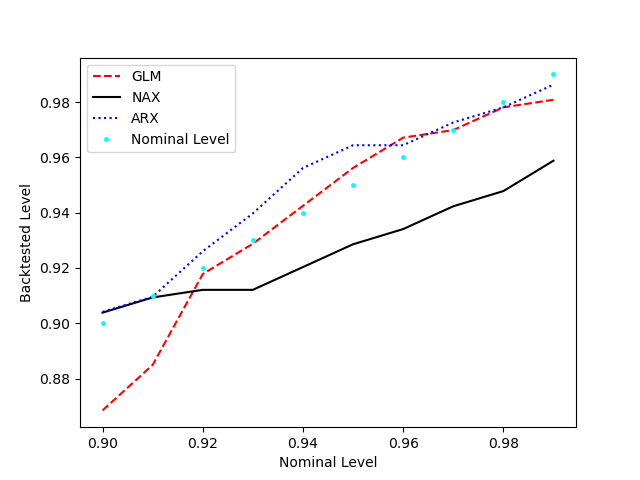 GLM
NAX
ARX
Nominal Level
Backtested Level
0.98
0.96
0.94
0.92
0.90
0.88
0.90 0.92 0.94 0.96 0.98
Nominal Level